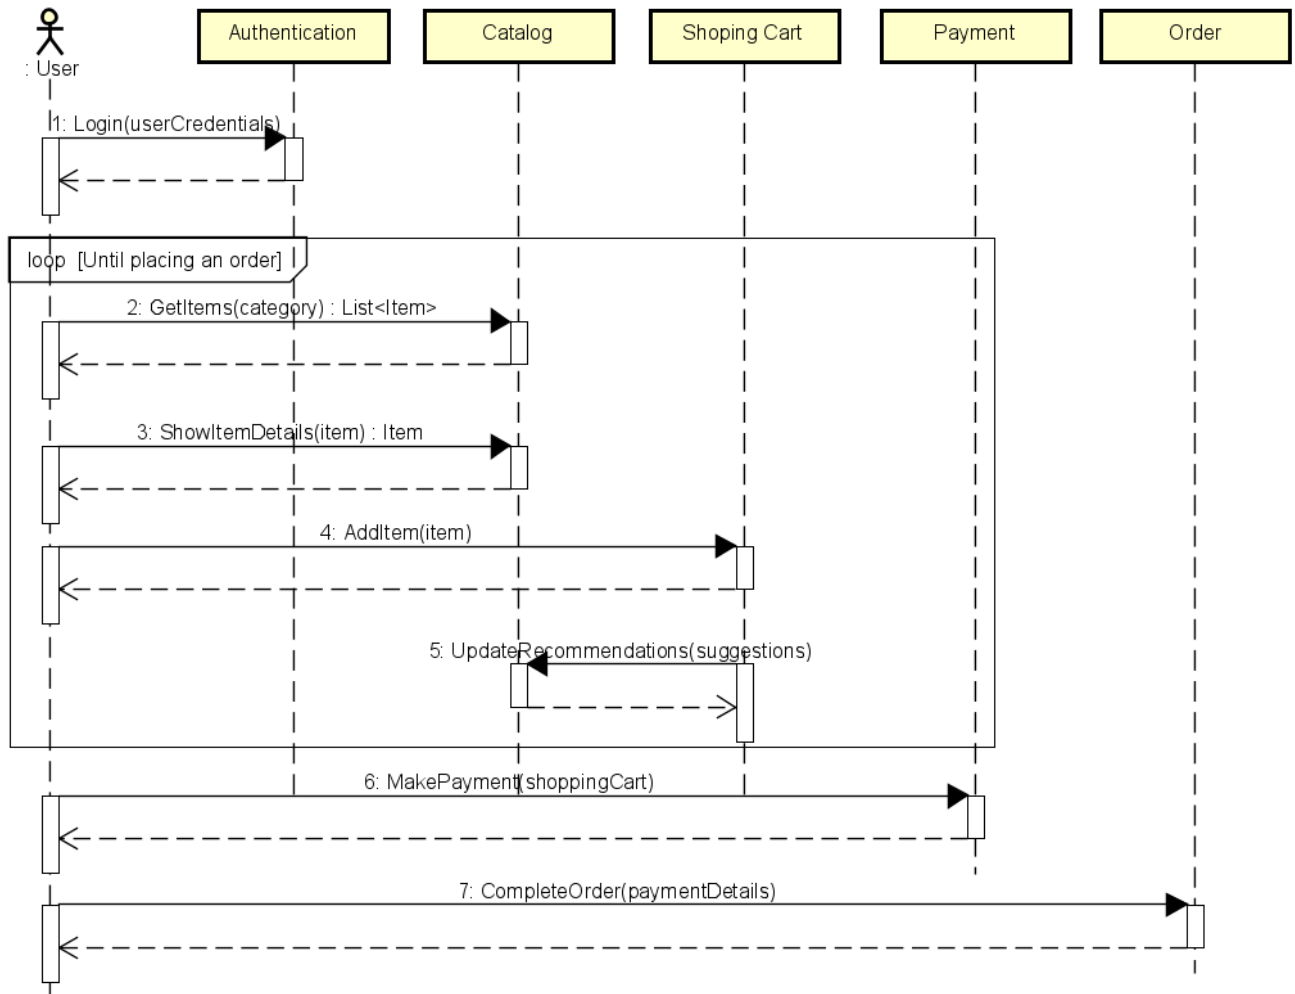 : User
Authentication
Catalog
Shoping Cart
Payment
Order
1: Login(userCredentials)
loop [Until placing an order]
2: GetItems(category) : List<Item>
3: ShowItemDetails(item) : Item
4: AddItem(item)
5: UpdateRecommendations(suggestions)
6: MakePayment(shoppingCart)
7: CompleteOrder(paymentDetails)